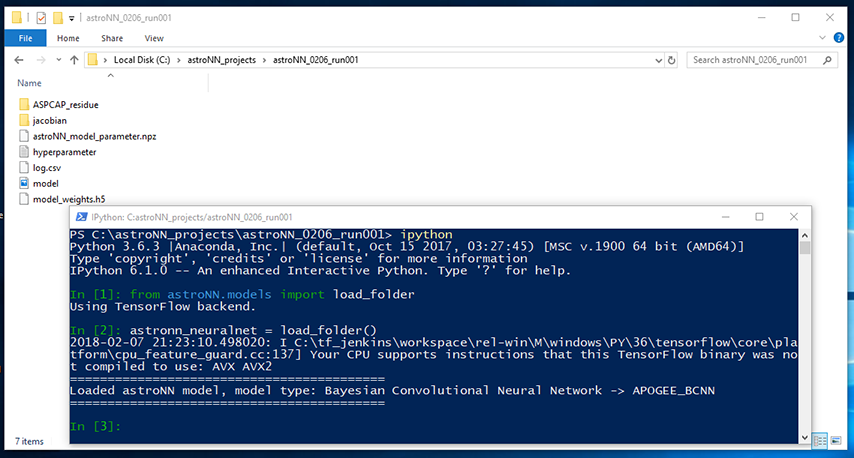 astroNN_0206_run001
File Home Share View
Local Disk (C:) astroNN_projects astroNN_0206_run001 Search astroNN_0206_run001
Name
ASPCAP_residue
jacobian
astroNN_model_parameter.npz
hyperparameter
log.csv
model
model_weights.h5
IPython: C:astroNN_projects/astroNN_0206_run001
PS C:\astroNN_projects\astroNN_0206_run001> ipython
Python 3.6.3 |Anaconda, Inc.| (default, Oct 15 2017, 03:27:45) [MSC v.1900 64 bit (AMD64)]
Type 'copyright', 'credits' or 'license' for more information
IPython 6.1.0 -- An enhanced Interactive Python. Type '?' for help.
In [1]: from astroNN.models import load_folder
Using TensorFlow backend.
In [2]: astronn_neuralnet = load_folder()
2018-02-07 21:23:10.498020: I C:\tf_jenkins\workspace\rel-win\M\windows\PY\36\tensorflow\core\pla
tform\cpu_feature_guard.cc:137] Your CPU supports instructions that this TensorFlow binary was no
t compiled to use: AVX AVX2
=========================================
Loaded astroNN model, model type: Bayesian Convolutional Neural Network -> APOGEE_BCNN
=========================================
In [3]:
7 items